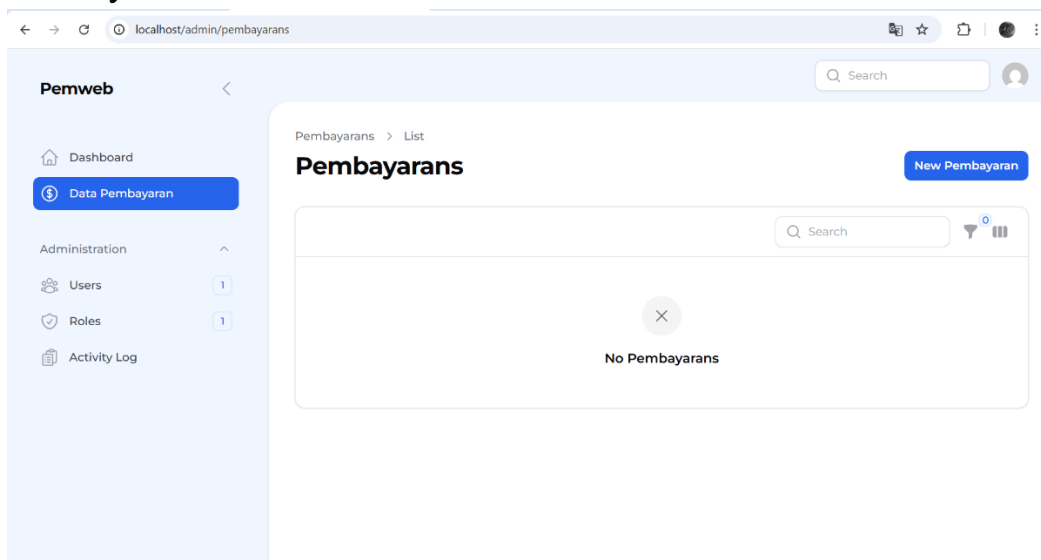 localhost/admin/pembayarans
Pemweb
Search
Dashboard
Data Pembayaran
Administration
Users 1
Roles 1
Activity Log
Pembayarans > List
Pembayarans
New Pembayaran
Search
0
No Pembayarans